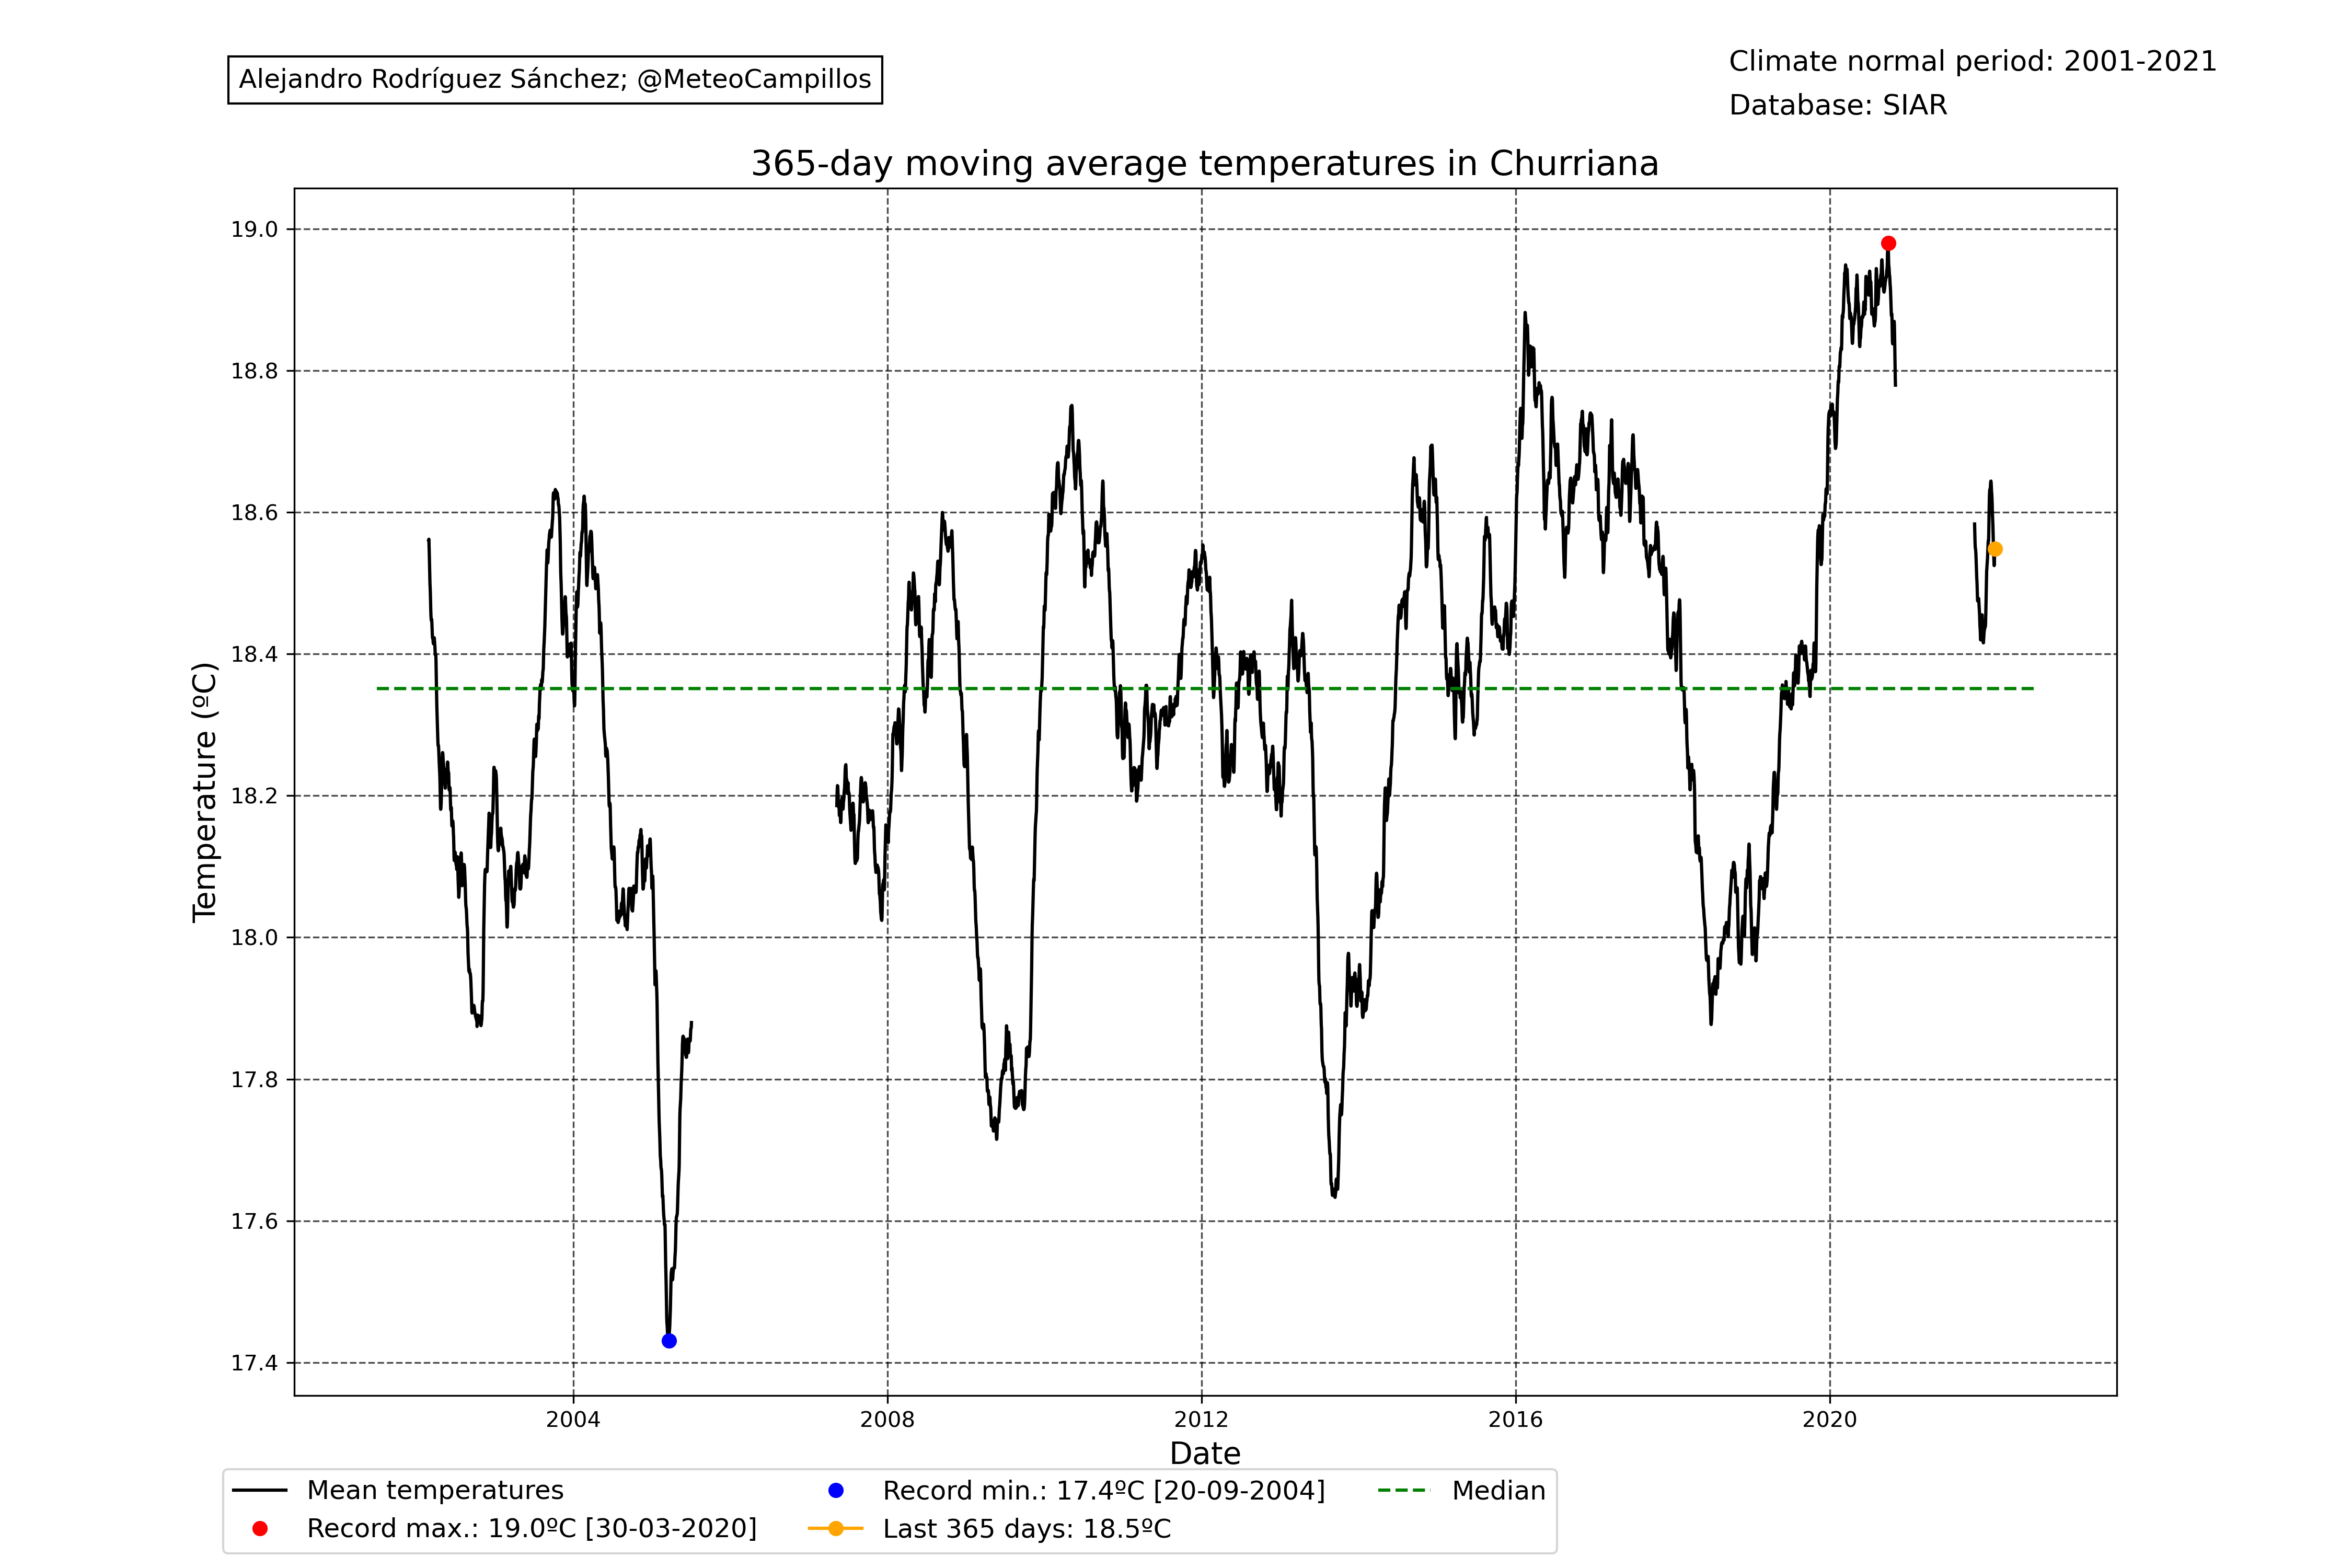 Alejandro Rodríguez Sánchez; @MeteoCampillos
Climate normal period: 2001-2021
Database: SIAR
365-day moving average temperatures in Churriana
19.0
18.8
18.6
18.4
18.2
18.0
17.8
17.6
17.4
Temperature (ºC)
2004 2008 2012 2016 2020
Date
Mean temperatures
Record max.: 19.0ºC [30-03-2020]
Record min.: 17.4ºC [20-09-2004]
Last 365 days: 18.5ºC
Median